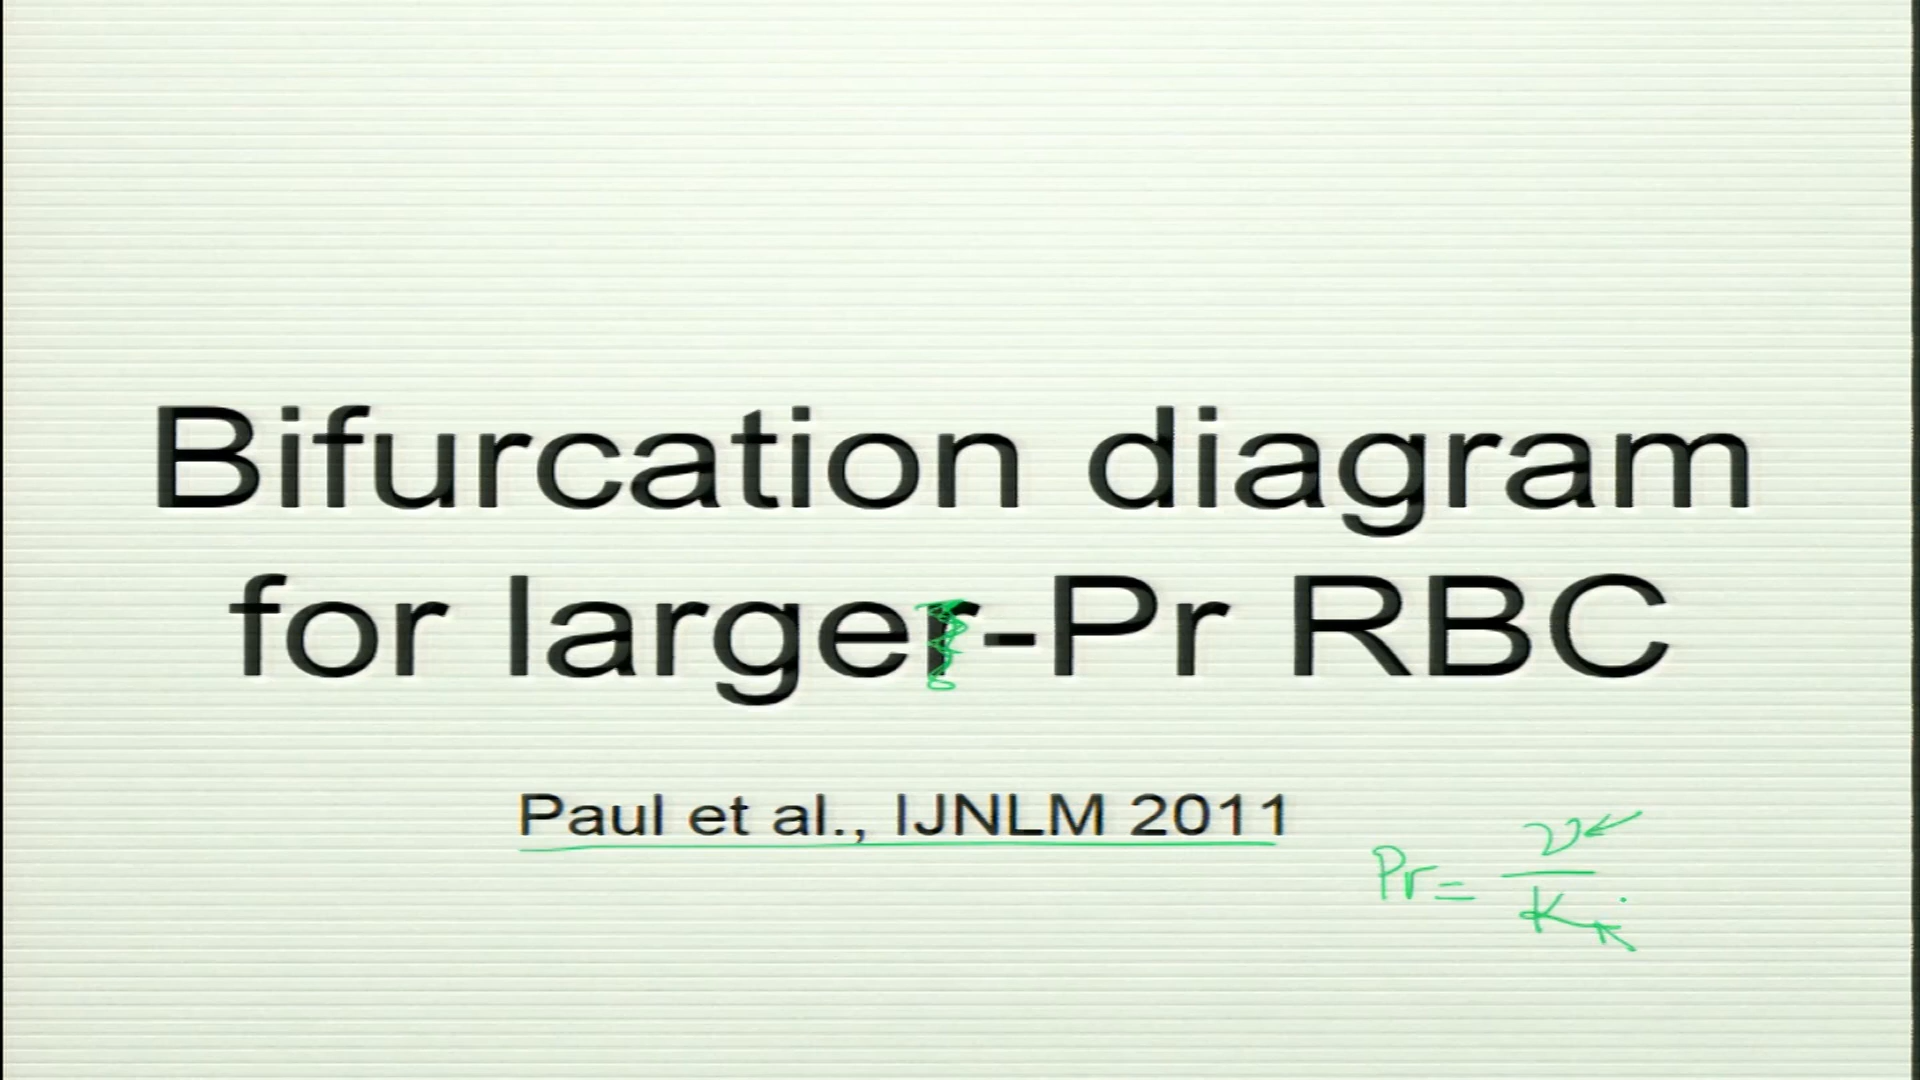 Bifurcation diagram
for larger-Pr RBC
Paul et al., IJNLM 2011
Pr = ν/κ